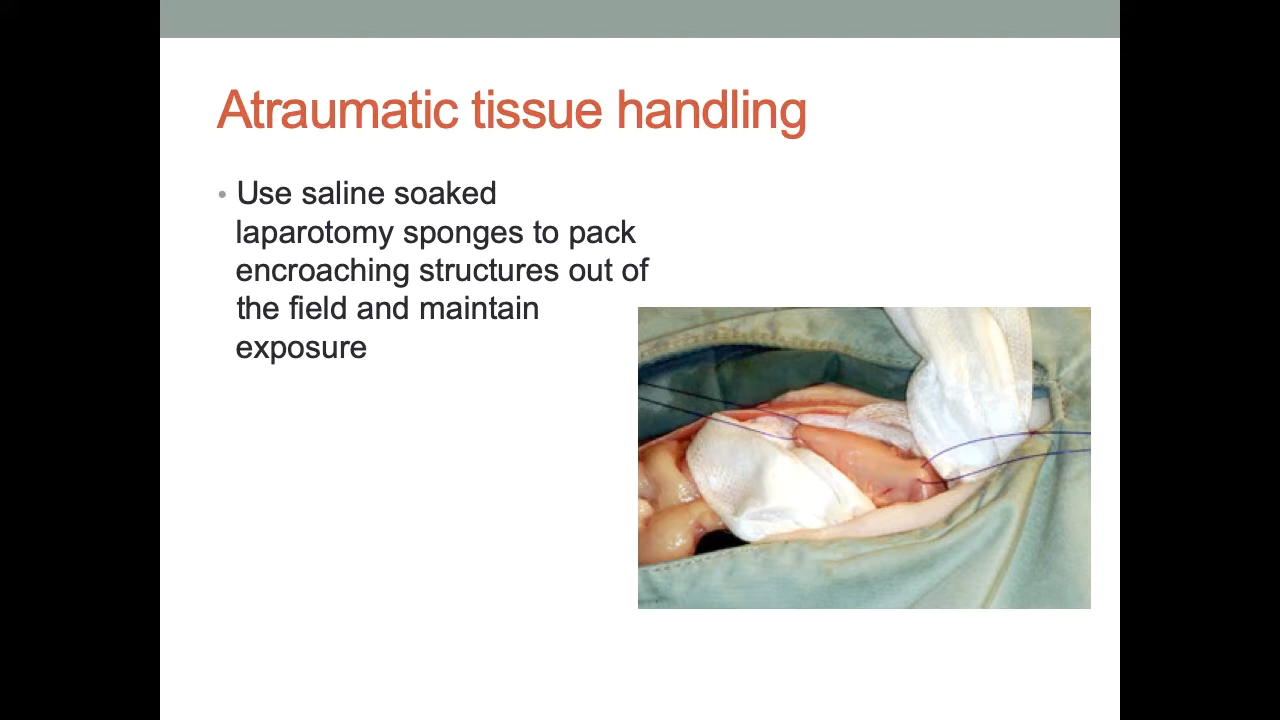 Atraumatic tissue handling
• Use saline soaked
laparotomy sponges to pack
encroaching structures out of
the field and maintain
exposure